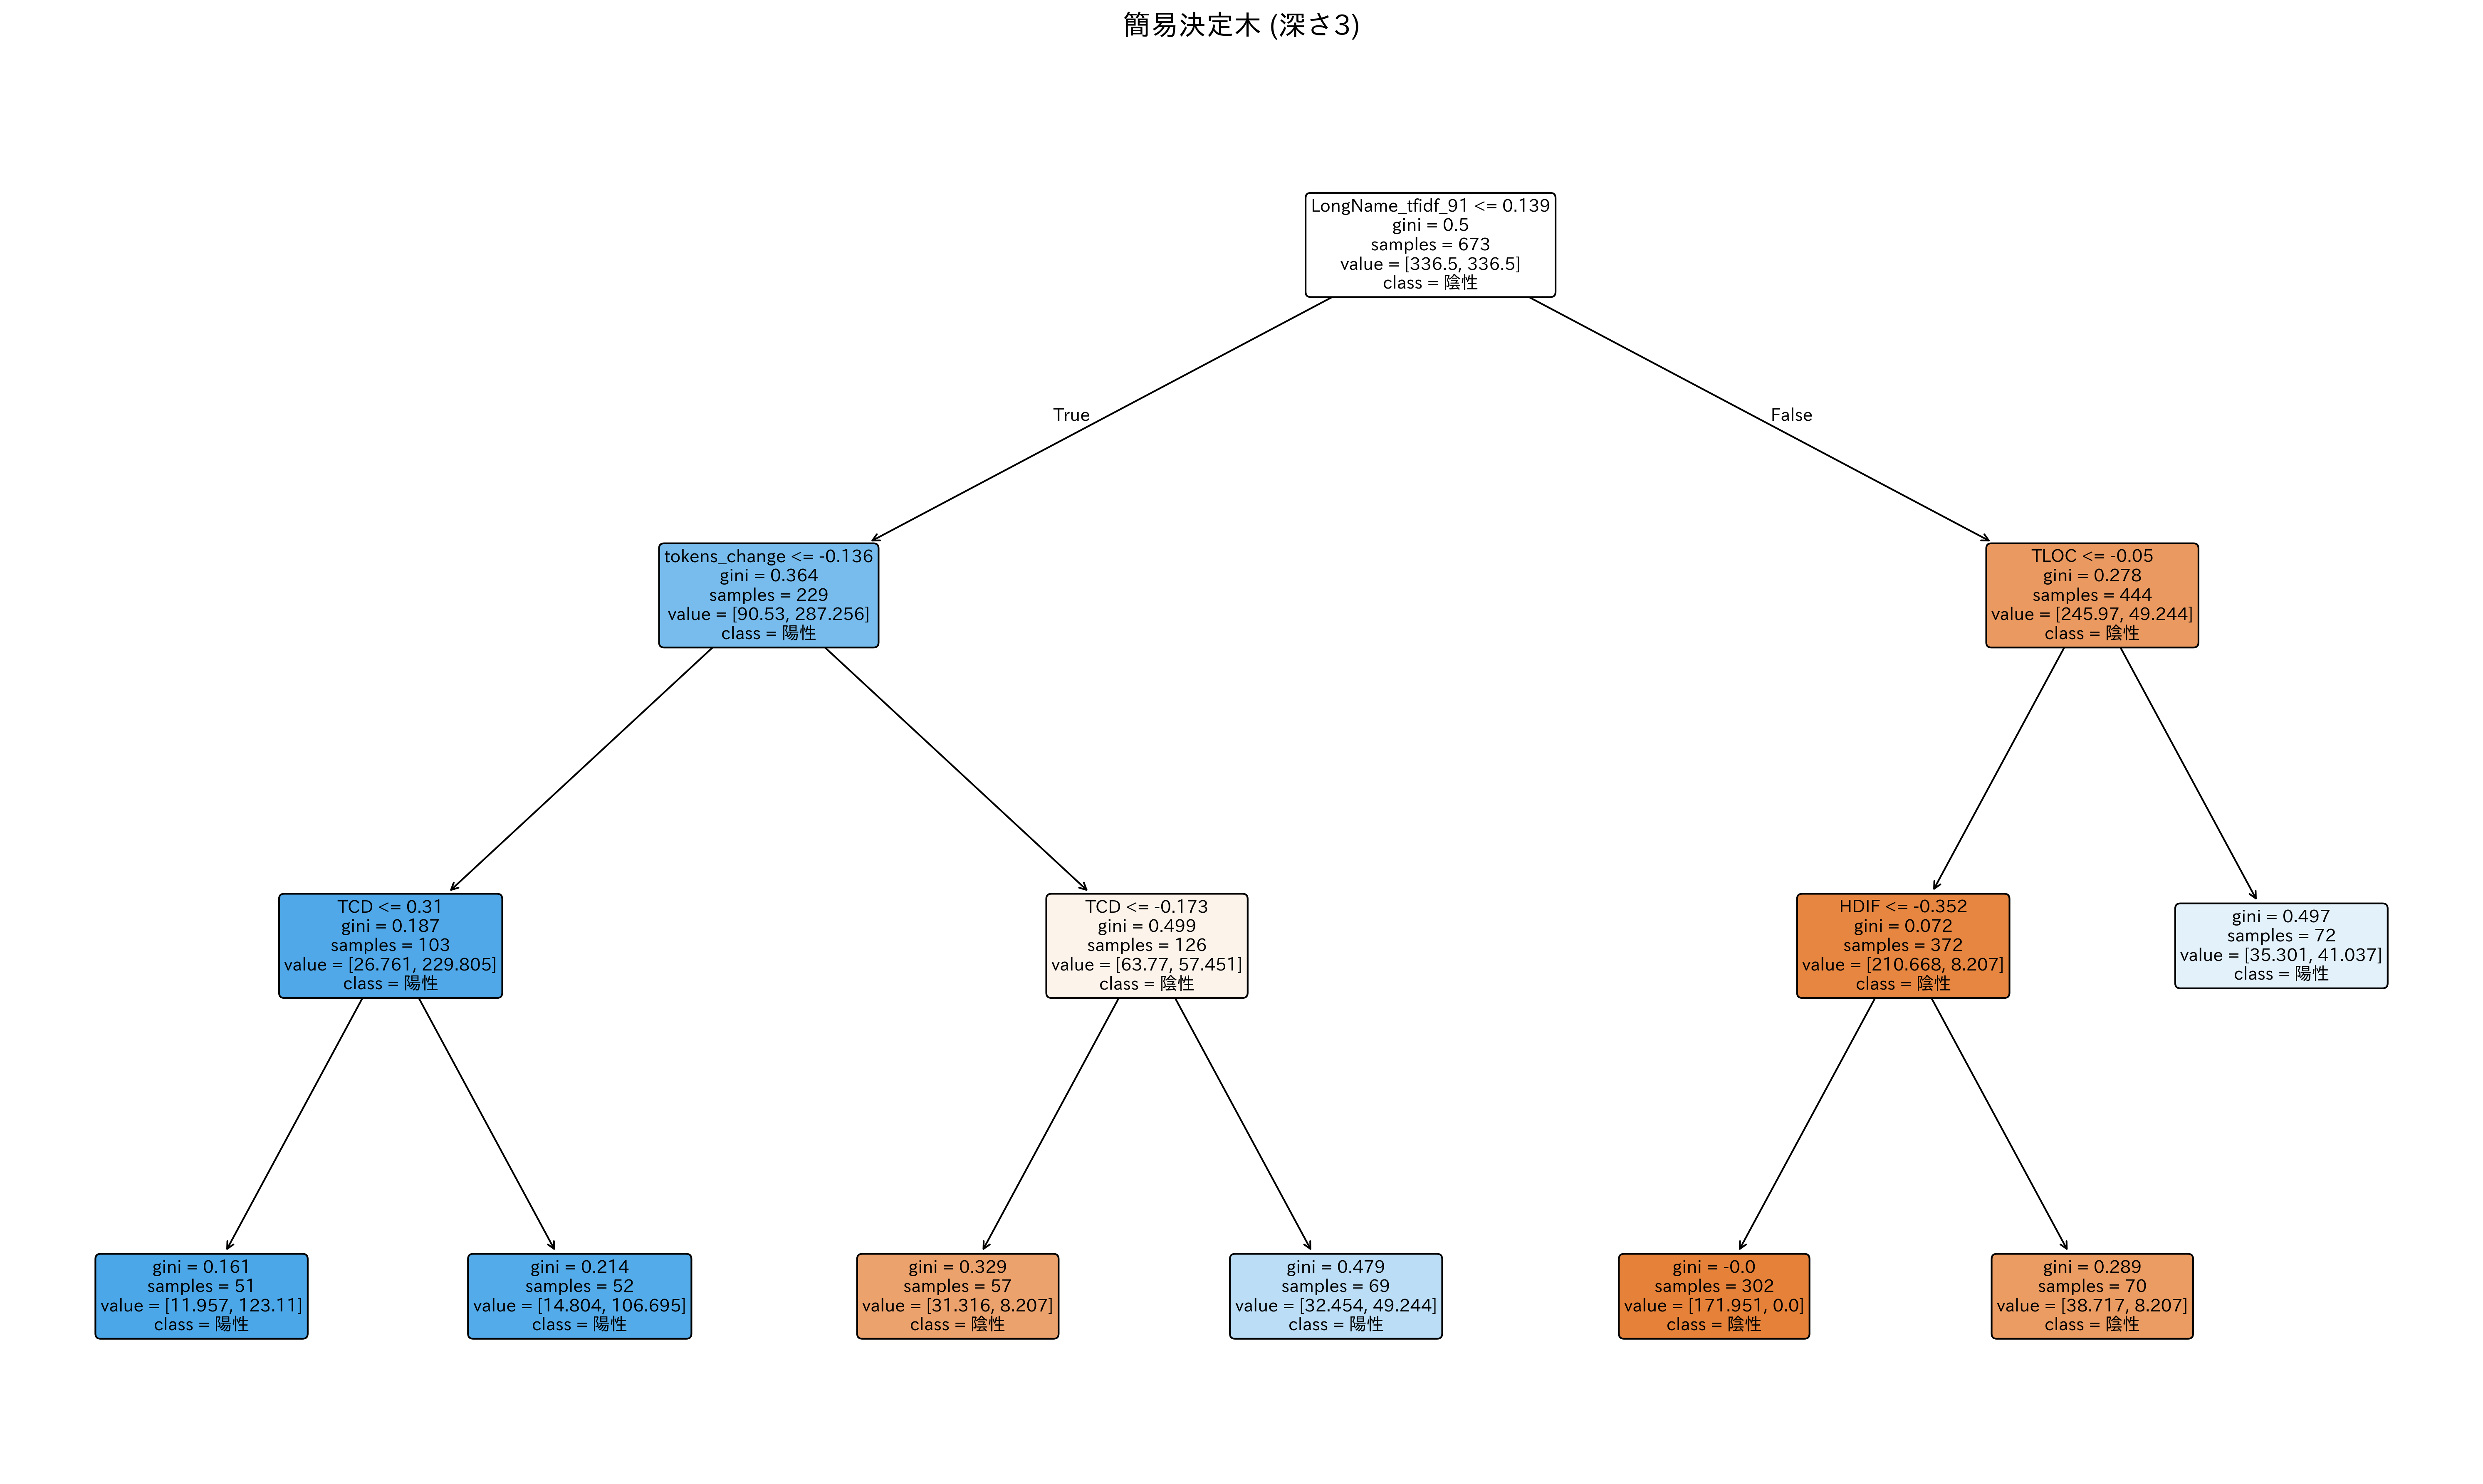 簡易決定木 (深さ3)
LongName_tfidf_91 <= 0.139
gini = 0.5
samples = 673
value = [336.5, 336.5]
class = 陰性
True
False
tokens_change <= -0.136
gini = 0.364
samples = 229
value = [90.53, 287.256]
class = 陽性
TLOC <= -0.05
gini = 0.278
samples = 444
value = [245.97, 49.244]
class = 陰性
TCD <= 0.31
gini = 0.187
samples = 103
value = [26.761, 229.805]
class = 陽性
TCD <= -0.173
gini = 0.499
samples = 126
value = [63.77, 57.451]
class = 陰性
HDIF <= -0.352
gini = 0.072
samples = 372
value = [210.668, 8.207]
class = 陰性
gini = 0.497
samples = 72
value = [35.301, 41.037]
class = 陽性
gini = 0.161
samples = 51
value = [11.957, 123.11]
class = 陽性
gini = 0.214
samples = 52
value = [14.804, 106.695]
class = 陽性
gini = 0.329
samples = 57
value = [31.316, 8.207]
class = 陰性
gini = 0.479
samples = 69
value = [32.454, 49.244]
class = 陽性
gini = -0.0
samples = 302
value = [171.951, 0.0]
class = 陰性
gini = 0.289
samples = 70
value = [38.717, 8.207]
class = 陰性